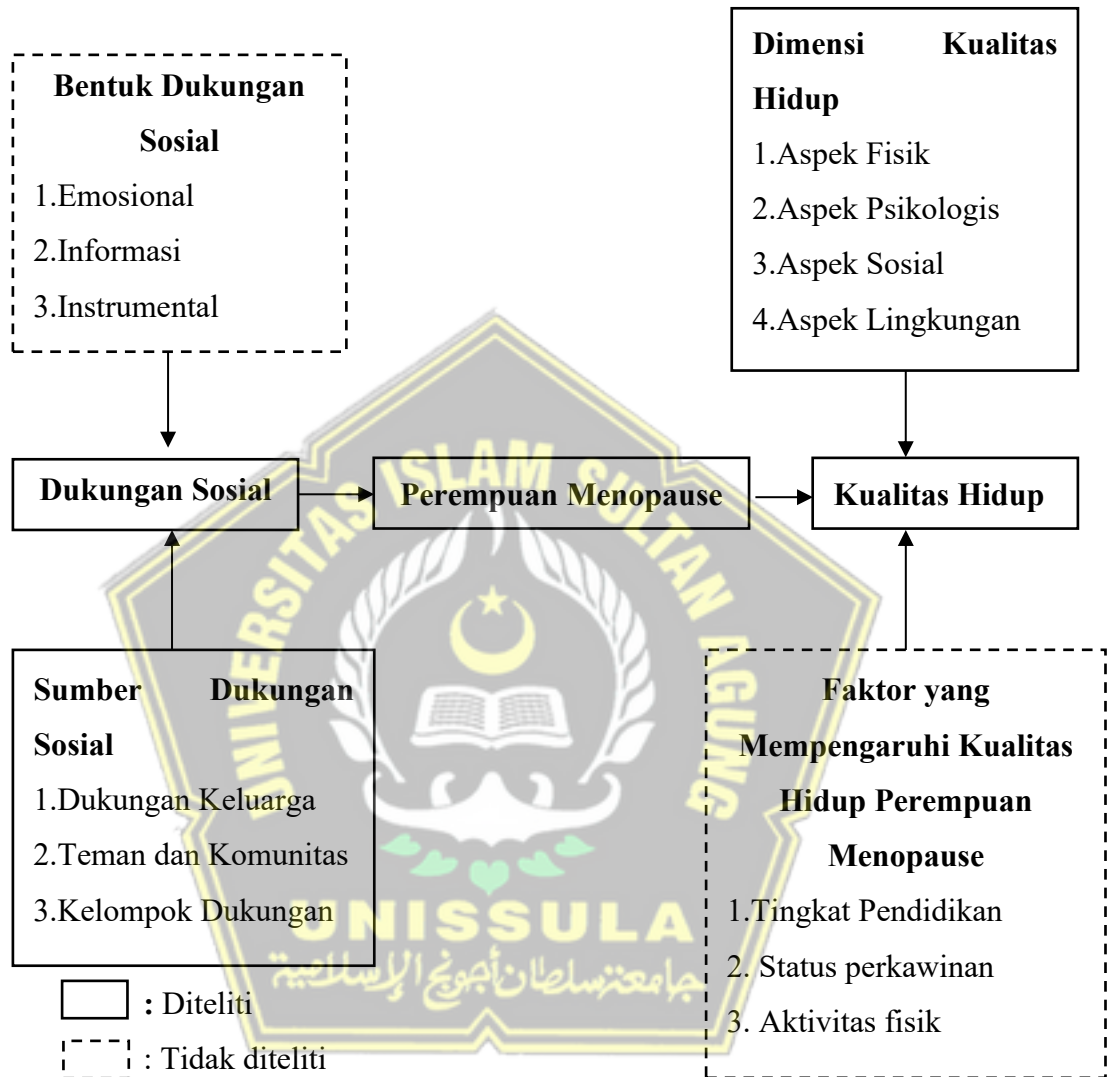 Bentuk Dukungan
Sosial
1.Emosional
2.Informasi
3.Instrumental
Dimensi Kualitas
Hidup
1.Aspek Fisik
2.Aspek Psikologis
3.Aspek Sosial
4.Aspek Lingkungan
Dukungan Sosial
Perempuan Menopause
Kualitas Hidup
Sumber Dukungan
Sosial
1.Dukungan Keluarga
2.Teman dan Komunitas
3.Kelompok Dukungan
Faktor yang
Mempengaruhi Kualitas
Hidup Perempuan
Menopause
1.Tingkat Pendidikan
2. Status perkawinan
3. Aktivitas fisik
: Diteliti
: Tidak diteliti
UNIVERSITAS ISLAM SULTAN AGUNG
UNISSULA
جامعتسلطان أجونج الإسلامية